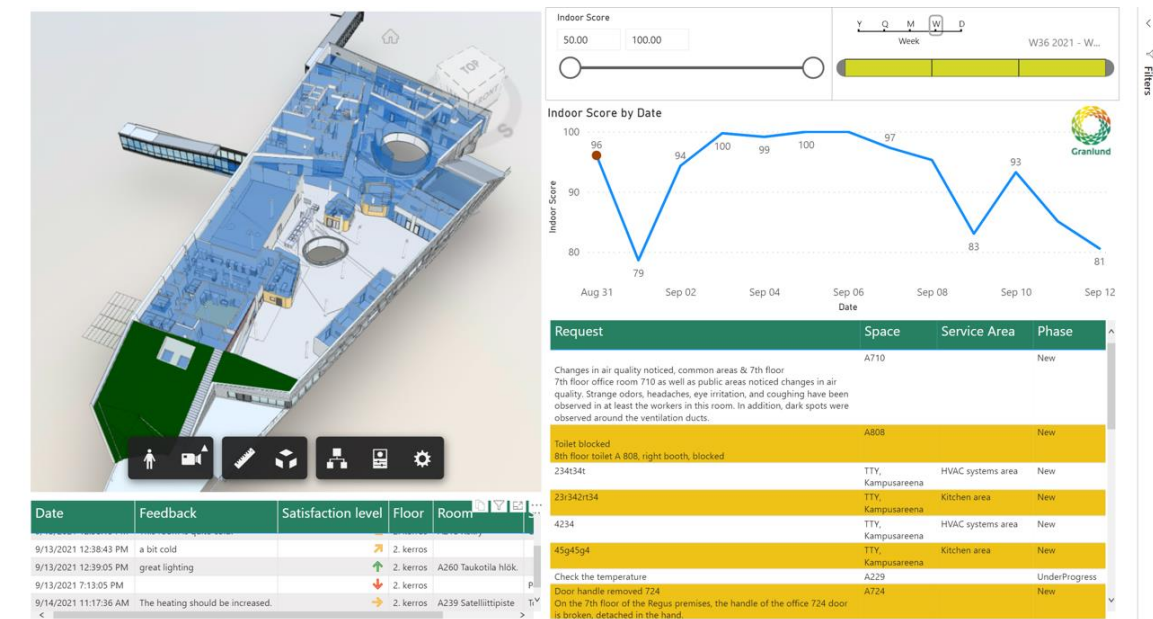 TOP
FRONT
S
Indoor Score
50.00 100.00
Y Q M W D
Week
W36 2021 - W...
Filters
Indoor Score by Date
Granlund
Indoor Score
100
90
80
96
79
94
100
99
100
97
83
93
81
Aug 31 Sep 02 Sep 04 Sep 06 Sep 08 Sep 10 Sep 12
Date
Request Space Service Area Phase
A710 New
Changes in air quality noticed, common areas & 7th floor
7th floor office room 710 as well as public areas noticed changes in air
quality. Strange odors, headaches, eye irritation, and coughing have been
observed in at least the workers in this room. In addition, dark spots were
observed around the ventilation ducts.
A808 New
Toilet blocked
8th floor toilet A 808, right booth, blocked
234t34t TTY, HVAC systems area New
Kampusareena
23r342rt34 TTY, Kitchen area New
Kampusareena
4234 TTY, HVAC systems area New
Kampusareena
45g45g4 TTY, Kitchen area New
Kampusareena
Check the temperature A229 UnderProgress
Door handle removed 724 A724 New
On the 7th floor of the Regus premises, the handle of the office 724 door
is broken, detached in the hand.
Date Feedback Satisfaction level Floor Room
9/13/2021 12:38:43 PM a bit cold 2. kerros
9/13/2021 12:39:05 PM great lighting 2. kerros A260 Taukotila hlök.
9/13/2021 7:13:05 PM 2. kerros P
9/14/2021 11:17:36 AM The heating should be increased. 2. kerros A239 Satelliittipiste